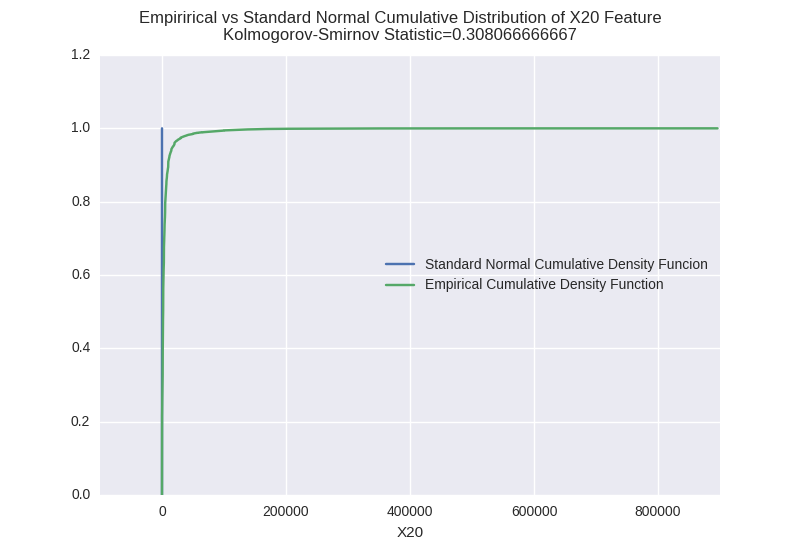 Empiririical vs Standard Normal Cumulative Distribution of X20 Feature
Kolmogorov-Smirnov Statistic=0.308066666667
1.2
1.0
0.8
0.6
0.4
0.2
0.0
Standard Normal Cumulative Density Funcion
Empirical Cumulative Density Function
0
200000
400000
600000
800000
X20